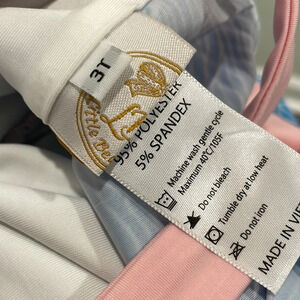 3T
95% POLYESTER
5% SPANDEX
Machine wash gentle cycle
Maximum 40°C/105F
Do not bleach
Tumble dry at low heat
Do not iron
MADE IN VIET